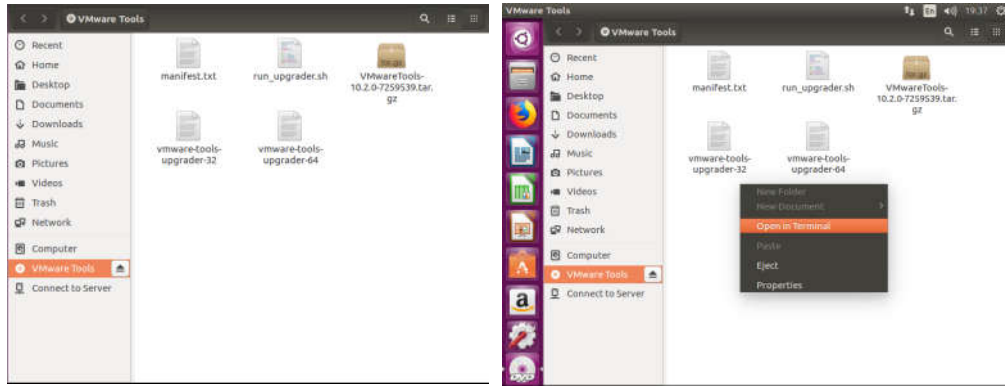 VMware Tools
Recent
Home
Desktop
Documents
Downloads
Music
Pictures
Videos
Trash
Network
Computer
VMware Tools
Connect to Server
manifest.txt
run_upgrader.sh
VMwareTools-
10.2.0-7259539.tar.
gz
vmware-tools-
upgrader-32
vmware-tools-
upgrader-64
VMware Tools
En
19:37
VMware Tools
Recent
Home
Desktop
Documents
Downloads
Music
Pictures
Videos
Trash
Network
Computer
VMware Tools
Connect to Server
manifest.txt
run_upgrader.sh
VMwareTools-
10.2.0-7259539.tar.
gz
vmware-tools-
upgrader-32
vmware-tools-
upgrader-64
New Folder
New Document
Open in Terminal
Paste
Eject
Properties